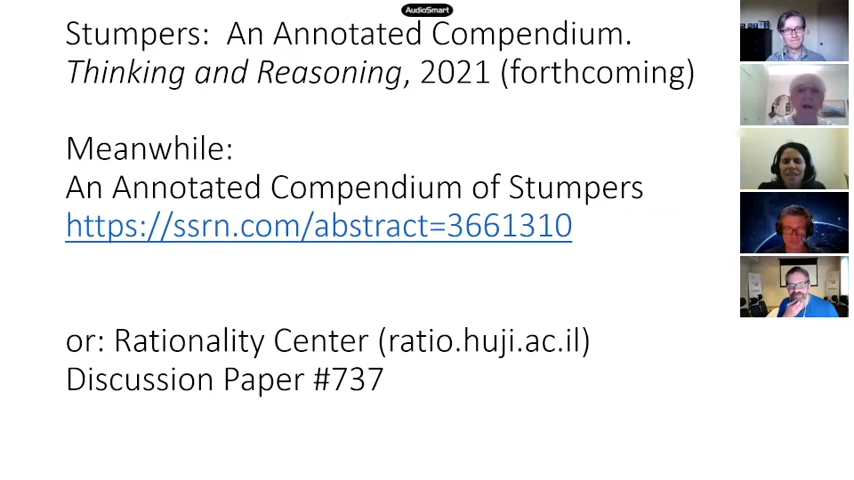 AudioSmart
Stumpers: An Annotated Compendium.
Thinking and Reasoning, 2021 (forthcoming)
Meanwhile:
An Annotated Compendium of Stumpers
https://ssrn.com/abstract=3661310
or: Rationality Center (ratio.huji.ac.il)
Discussion Paper #737